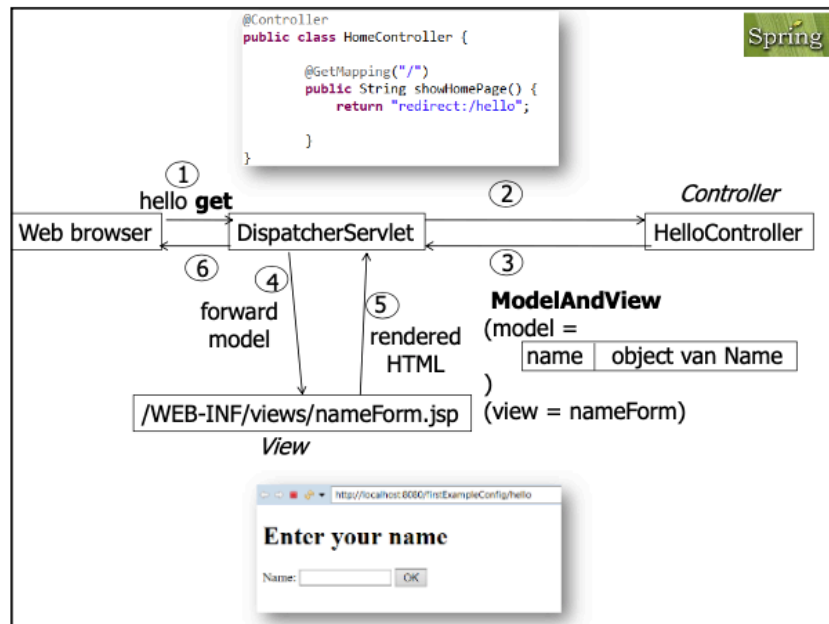 @Controller
public class HomeController {
@GetMapping("/")
public String showHomePage() {
return "redirect:/hello";
}
}
Spring
1
hello get
2
Controller
Web browser
DispatcherServlet
HelloController
6
4
3
forward
model
5
rendered
HTML
ModelAndView
(model =
name object van Name
)
(view = nameForm)
/WEB-INF/views/nameForm.jsp
View
http://localhost:8080/firstExampleConfig/hello
Enter your name
Name:
OK